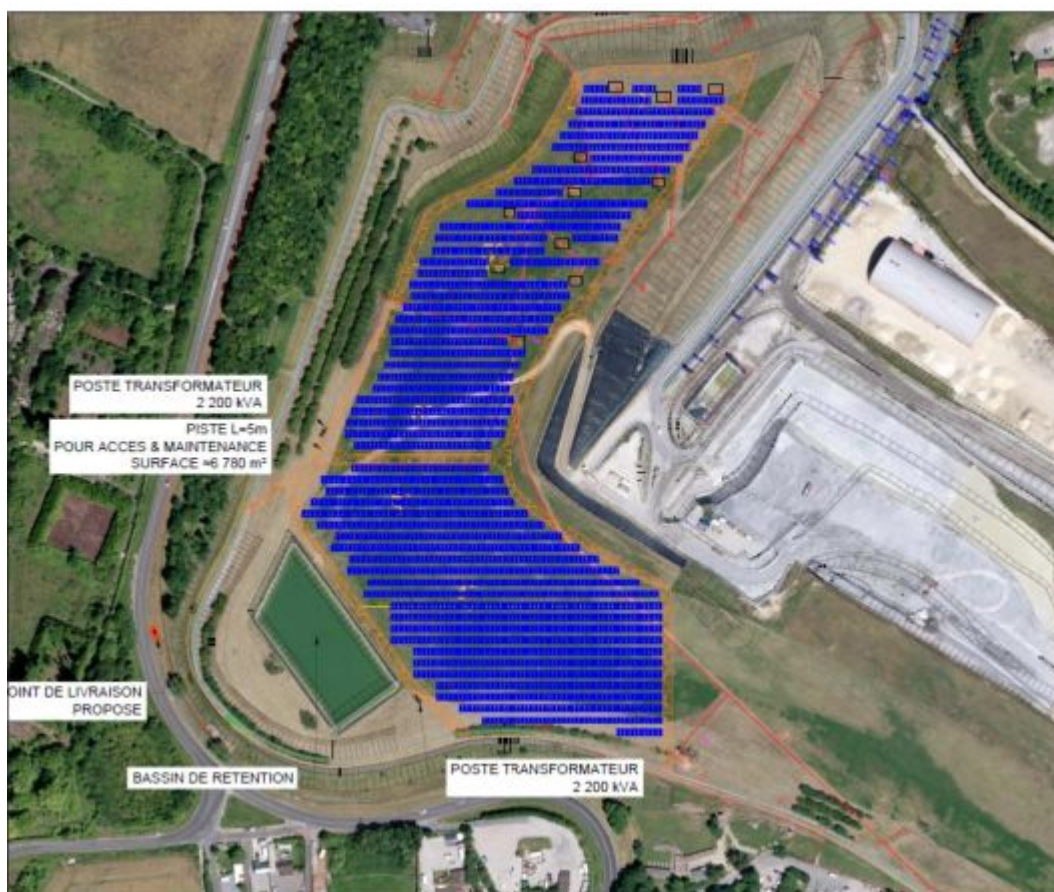 POSTE TRANSFORMATEUR
2 200 kVA
PISTE L=5m
POUR ACCES & MAINTENANCE
SURFACE ≈6 780 m²
OINT DE LIVRAISON
PROPOSE
BASSIN DE RETENTION
POSTE TRANSFORMATEUR
2 200 kVA